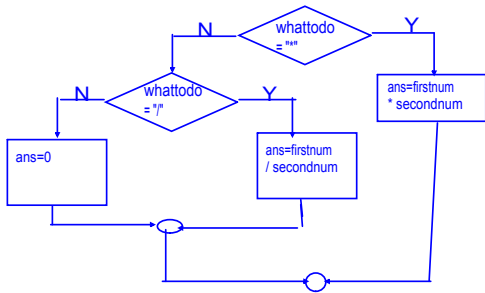 N
whattodo
= "*"
Y
N
whattodo
= "/"
Y
ans=firstnum
* secondnum
ans=0
ans=firstnum
/ secondnum